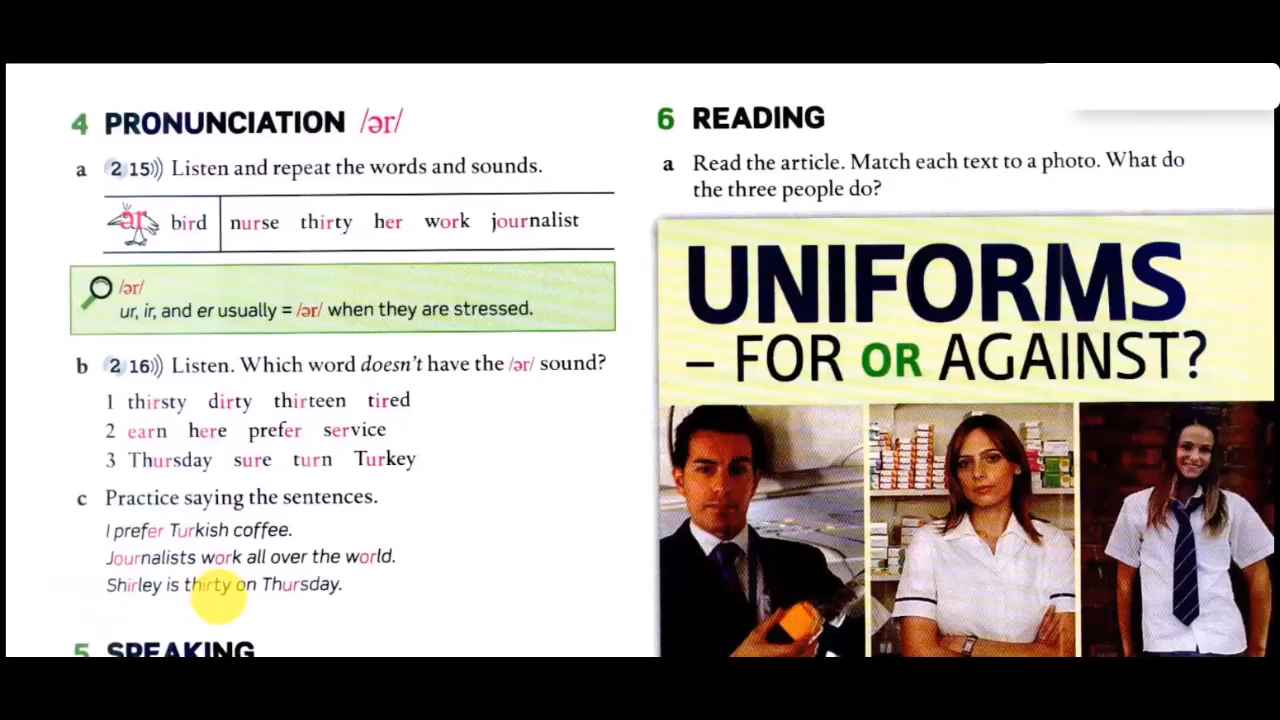 4 PRONUNCIATION /ər/
a 2 15))) Listen and repeat the words and sounds.
ər bird nurse thirty her work journalist
/ər/
ur, ir, and er usually = /ər/ when they are stressed.
b 2 16))) Listen. Which word doesn't have the /ər/ sound?
1 thirsty dirty thirteen tired
2 earn here prefer service
3 Thursday sure turn Turkey
c Practice saying the sentences.
I prefer Turkish coffee.
Journalists work all over the world.
Shirley is thirty on Thursday.
5 SPEAKING
6 READING
a Read the article. Match each text to a photo. What do
the three people do?
UNIFORMS
– FOR OR AGAINST?